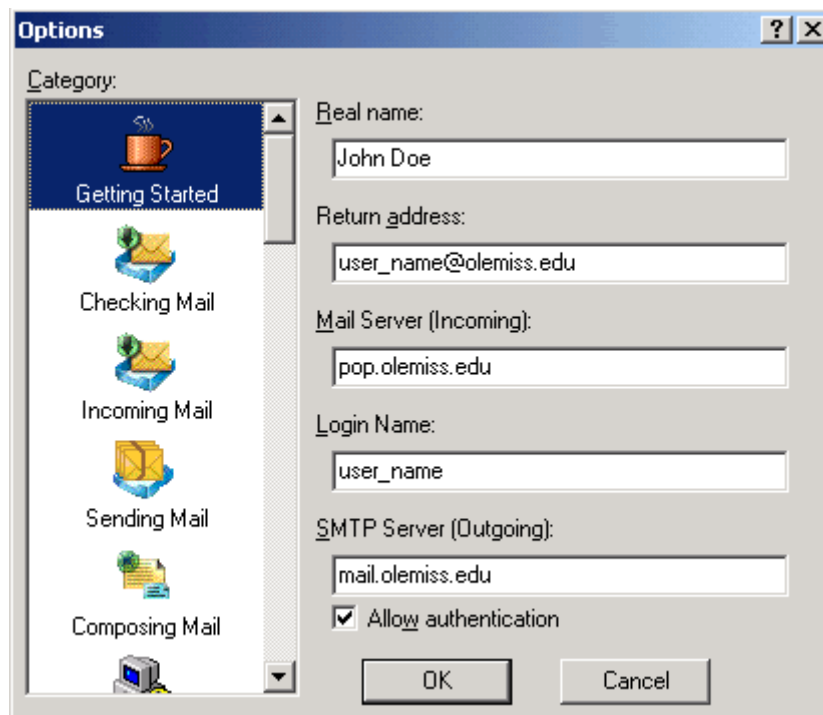 Options
Category:
Getting Started
Checking Mail
Incoming Mail
Sending Mail
Composing Mail
Real name:
John Doe
Return address:
user_name@olemiss.edu
Mail Server (Incoming):
pop.olemiss.edu
Login Name:
user_name
SMTP Server (Outgoing):
mail.olemiss.edu
Allow authentication
OK
Cancel